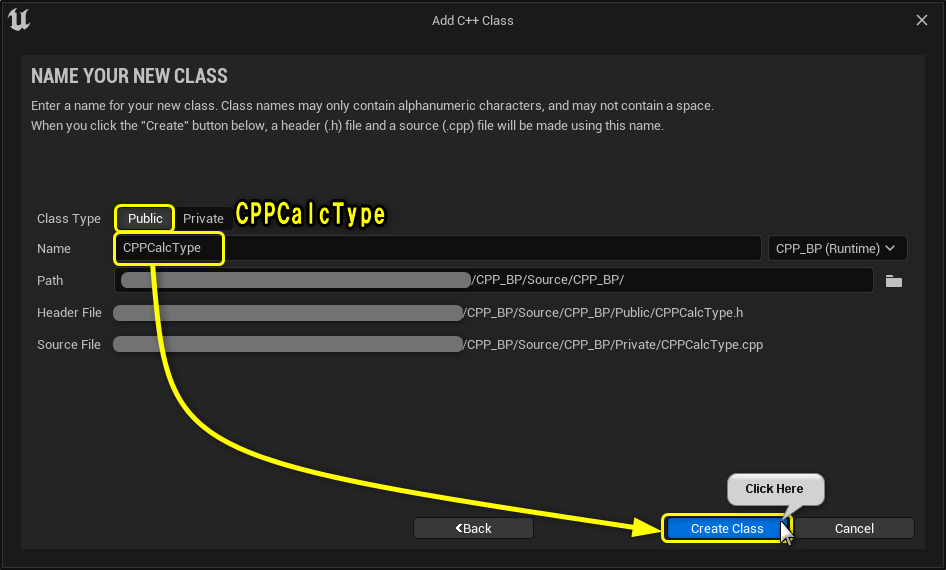 Add C++ Class
NAME YOUR NEW CLASS
Enter a name for your new class. Class names may only contain alphanumeric characters, and may not contain a space.
When you click the "Create" button below, a header (.h) file and a source (.cpp) file will be made using this name.
Class Type Public Private CPPCalcType
Name CPPCalcType CPP_BP (Runtime)
Path /CPP_BP/Source/CPP_BP/
Header File /CPP_BP/Source/CPP_BP/Public/CPPCalcType.h
Source File /CPP_BP/Source/CPP_BP/Private/CPPCalcType.cpp
Click Here
Back Create Class Cancel